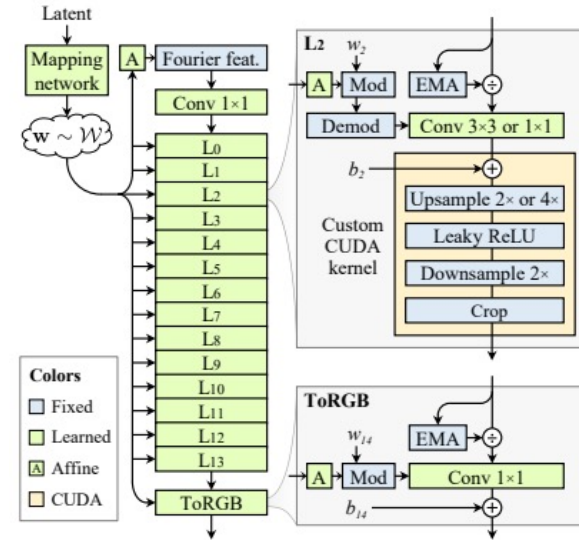 Latent
Mapping
network
w ~ W
A
Fourier feat.
Conv 1×1
L0
L1
L2
L3
L4
L5
L6
L7
L8
L9
L10
L11
L12
L13
ToRGB
Colors
Fixed
Learned
A Affine
CUDA
L2
w2
A
Mod
EMA
÷
Demod
Conv 3×3 or 1×1
b2
+
Custom
CUDA
kernel
Upsample 2× or 4×
Leaky ReLU
Downsample 2×
Crop
ToRGB
w14
EMA
÷
A
Mod
Conv 1×1
b14
+